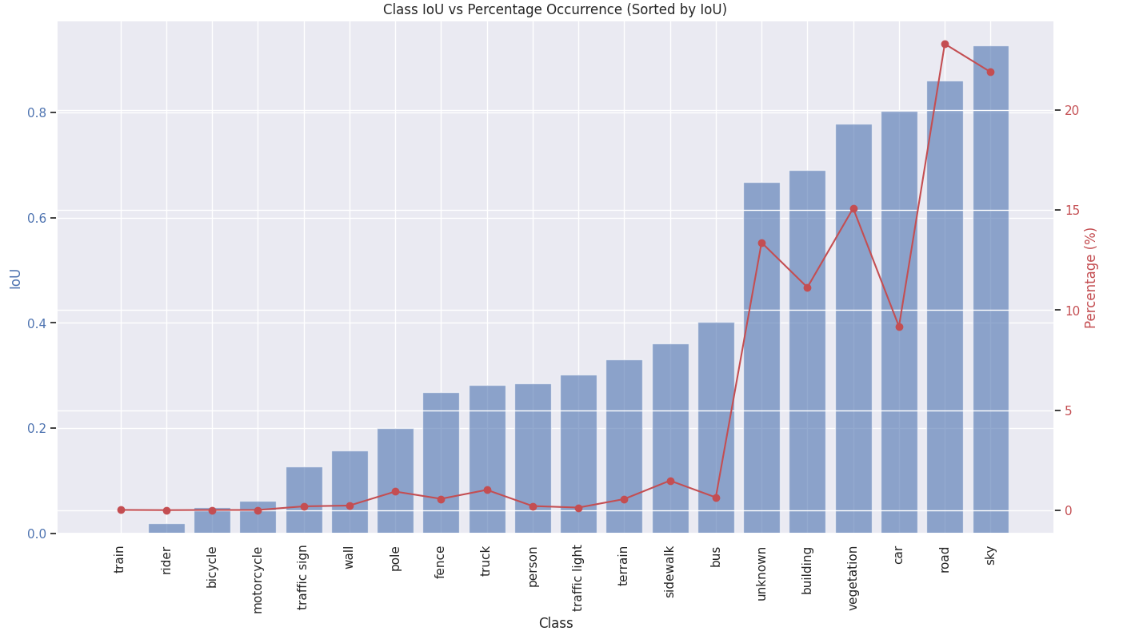 Class IoU vs Percentage Occurrence (Sorted by IoU)
IoU
0.8
0.6
0.4
0.2
0.0
20
15
10
5
0
Percentage (%)
train
rider
bicycle
motorcycle
traffic sign
wall
pole
fence
truck
person
traffic light
terrain
sidewalk
bus
unknown
building
vegetation
car
road
sky
Class